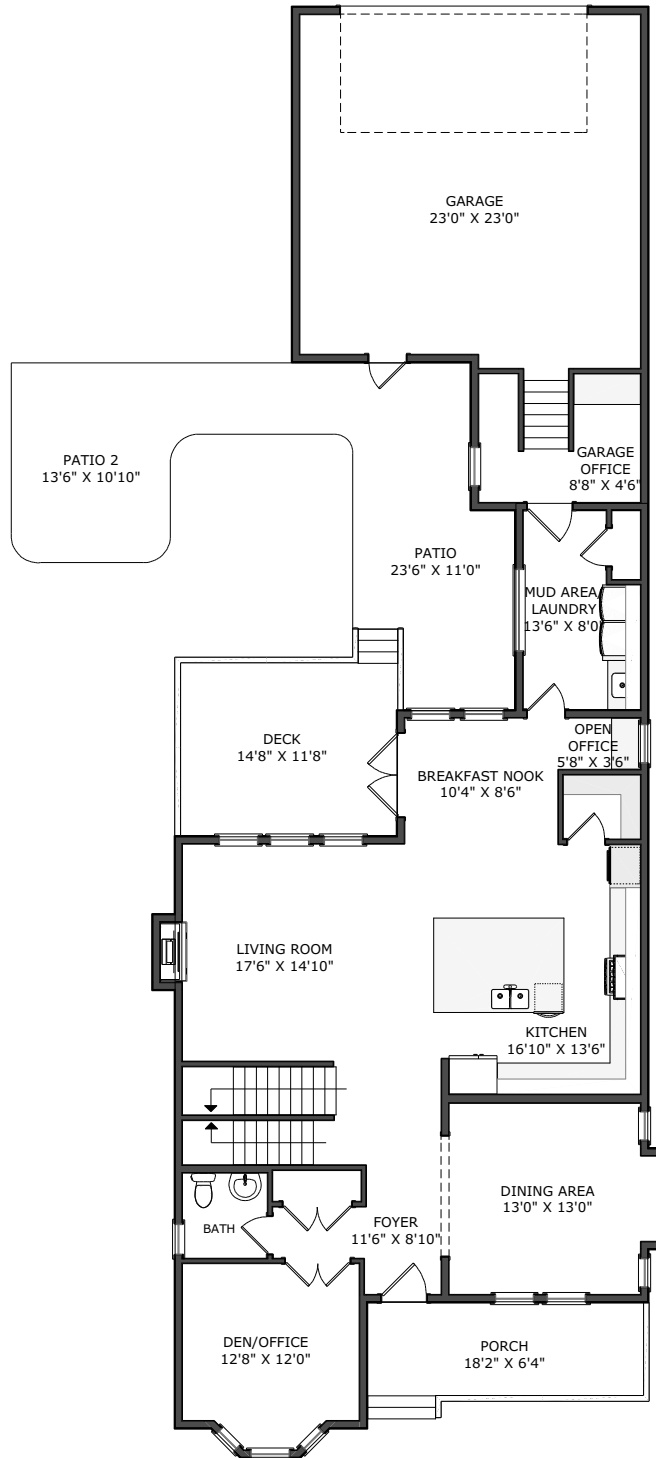 GARAGE
23'0" X 23'0"
PATIO 2
13'6" X 10'10"
GARAGE
OFFICE
8'8" X 4'6"
PATIO
23'6" X 11'0"
MUD AREA/
LAUNDRY
13'6" X 8'0"
DECK
14'8" X 11'8"
OPEN
OFFICE
5'8" X 3'6"
BREAKFAST NOOK
10'4" X 8'6"
LIVING ROOM
17'6" X 14'10"
KITCHEN
16'10" X 13'6"
DINING AREA
13'0" X 13'0"
BATH
FOYER
11'6" X 8'10"
DEN/OFFICE
12'8" X 12'0"
PORCH
18'2" X 6'4"